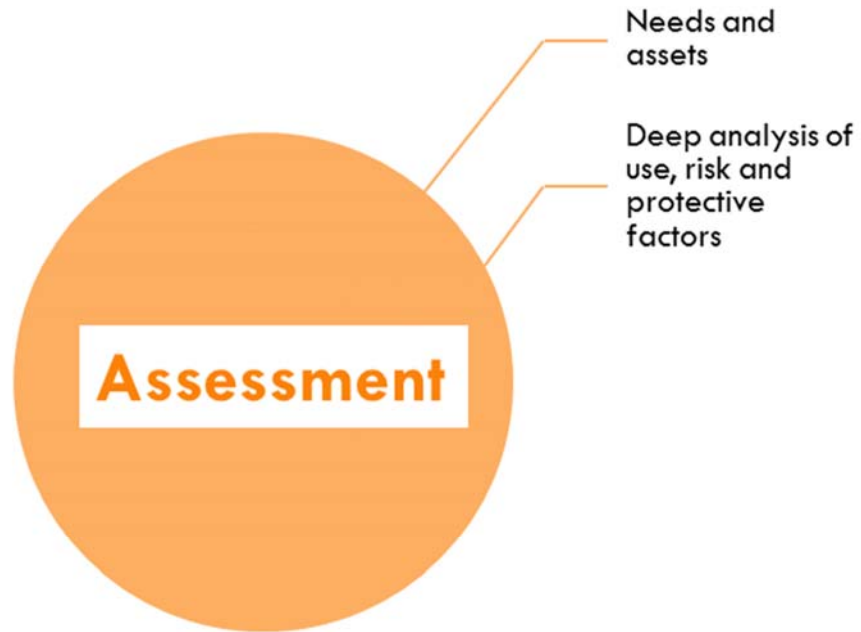 Needs and
assets
Deep analysis of
use, risk and
protective
factors
Assessment